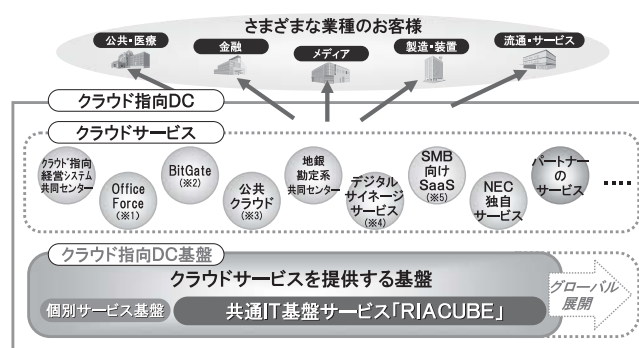 さまざまな業種のお客様
公共・医療
金融
メディア
製造・装置
流通・サービス
クラウド指向DC
クラウドサービス
クラウド指向
経営システム
共同センター
Office
Force
(※1)
BitGate
(※2)
公共
クラウド
(※3)
地銀
勘定系
共同センター
デジタル
サイネージ
サービス
(※4)
SMB
向け
SaaS
(※5)
NEC
独自
サービス
パートナー
の
サービス
‥‥
クラウド指向DC基盤
クラウドサービスを提供する基盤
個別サービス基盤
共通IT基盤サービス「RIACUBE」
グローバル
展開